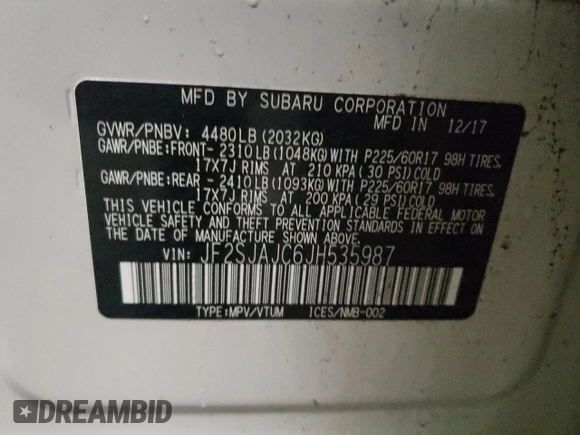 MFD BY SUBARU CORPORATION
MFD IN 12/17
GVWR/PNBV: 4480LB(2032KG)
GAWR/PNBE:FRONT- 2310LB(1048KG)WITH P225/60R17 98H TIRES,
17X7J RIMS AT 210 KPA(30 PSI)COLD
GAWR/PNBE:REAR -2410LB(1093KG)WITH P225/60R17 98H TIRES,
17X7J RIMS AT 200 KPA(29 PSI)COLD
THIS VEHICLE CONFORMS TO ALL APPLICABLE FEDERAL MOTOR
VEHICLE SAFETY AND THEFT PREVENTION STANDARDS IN EFFECT ON
THE DATE OF MANUFACTURE SHOWN ABOVE.
VIN: JF2SJAJC6JH535987
TYPE:MPV/VTUM ICES/NMB-002
DREAMBID